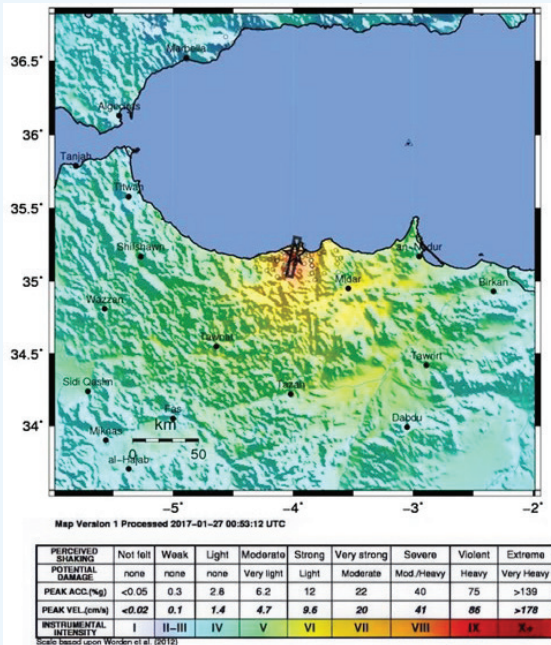 36.5
36
35.5
35
34.5
34
Marbella
Algeciras
Tanjah
Titwan
Shifshawn
an-Nadur
Midar
Birkan
Wazzan
Tawnat
Tawrirt
Sidi Qasim
Tazah
Fas
Dabdu
km
Miknas
0 50
al-Hajab
-5° -4° -3° -2°
Map Version 1 Processed 2017-01-27 00:53:12 UTC
PERCEIVED SHAKING Not felt Weak Light Moderate Strong Very strong Severe Violent Extreme
POTENTIAL DAMAGE none none none Very light Light Moderate Mod./Heavy Heavy Very Heavy
PEAK ACC.(%g) <0.05 0.3 2.8 6.2 12 22 40 75 >139
PEAK VEL.(cm/s) <0.02 0.1 1.4 4.7 9.6 20 41 86 >178
INSTRUMENTAL INTENSITY I II-III IV V VI VII VIII IX X+
Scale based upon Worden et al. (2012)